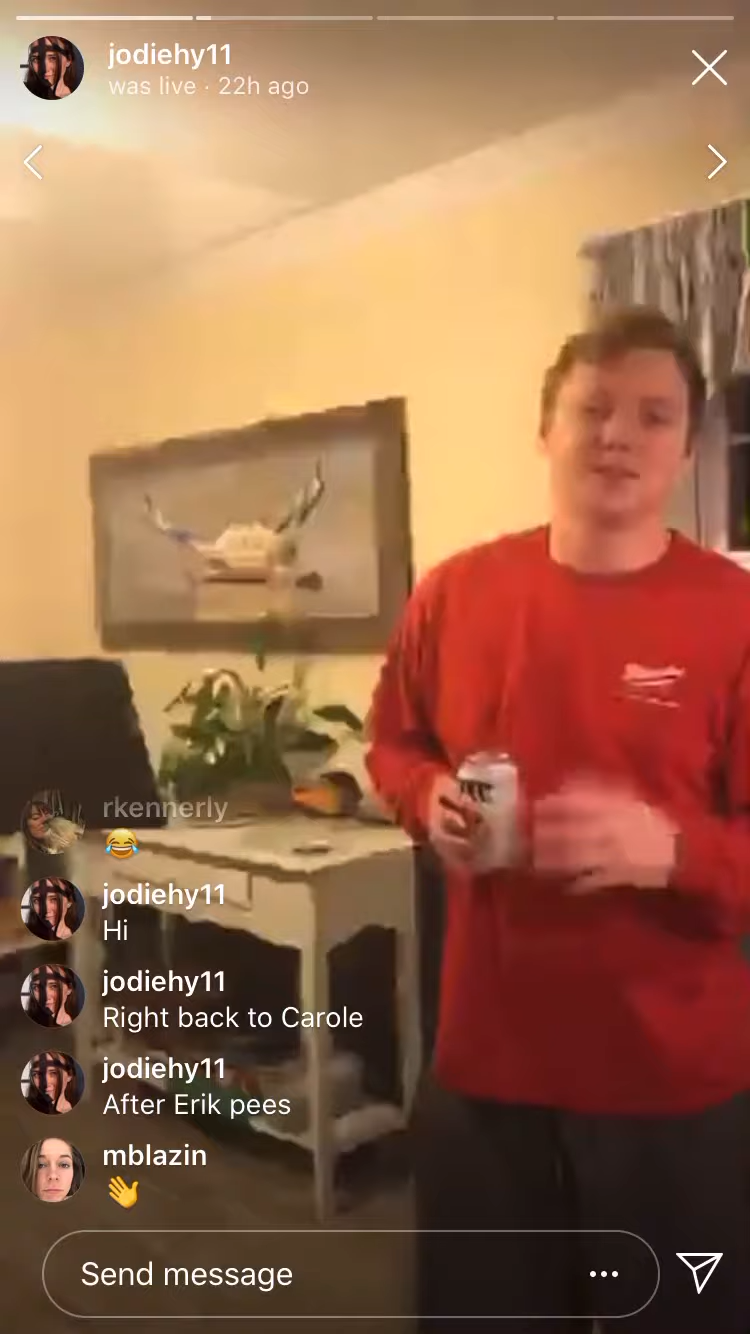 jodiehy11
was live · 22h ago
rkennerly
😂
jodiehy11
Hi
jodiehy11
Right back to Carole
jodiehy11
After Erik pees
mblazin
👋
Send message